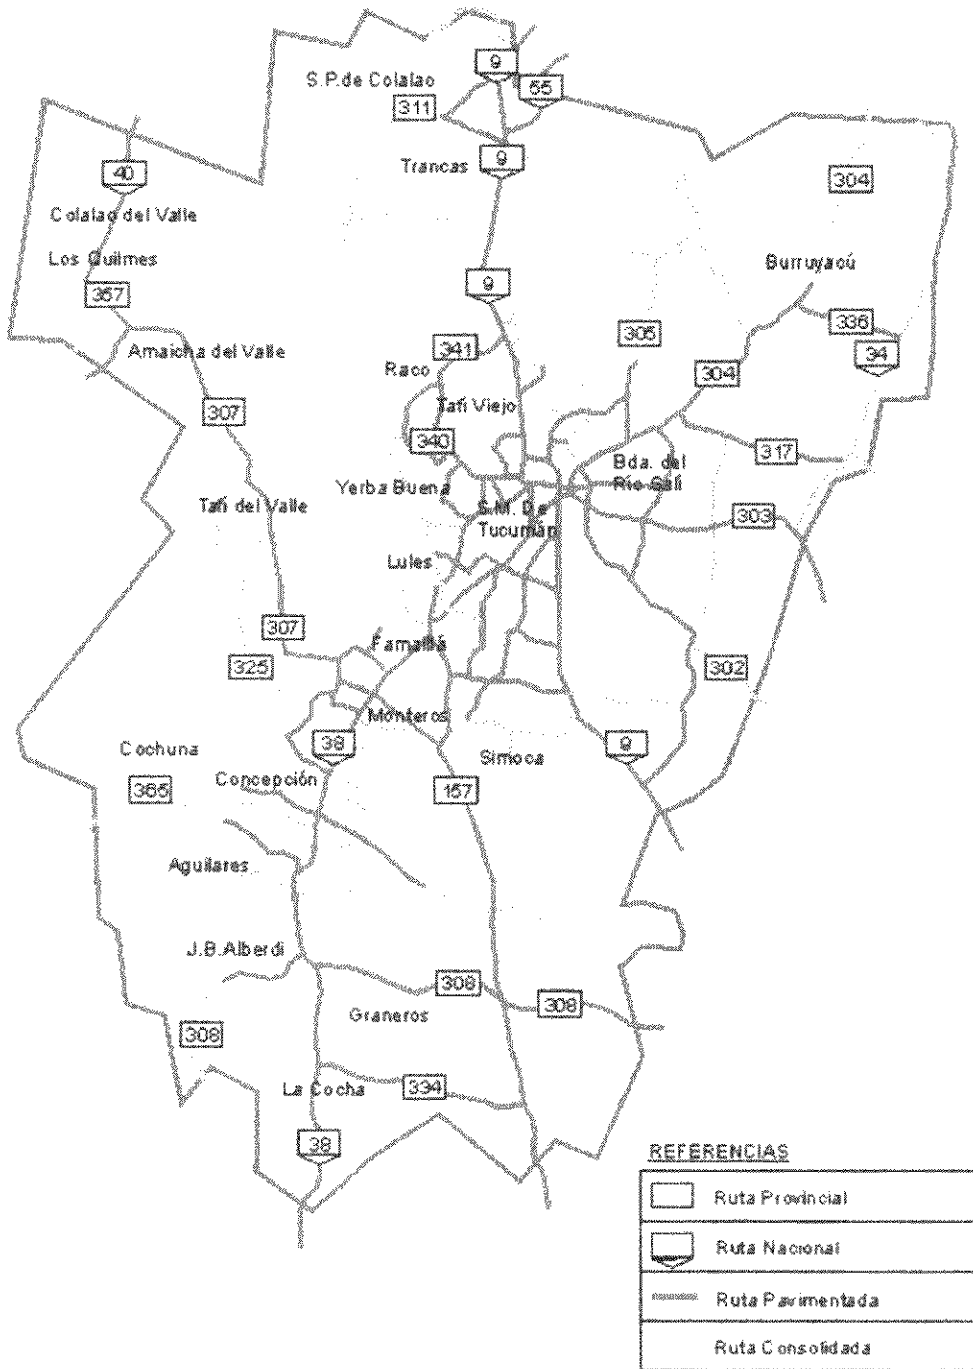 9
S.P.de Colalao
55
311
Trancas
9
40
304
Colalao del Valle
Los Quilmes
Burruyacú
9
357
336
305
341
34
Amaicha del Valle
Raco
304
307
Tafí Viejo
340
317
Bda. del
Río Salí
Yerba Buena
Tafí del Valle
S.M. De
Tucumán
303
Lules
307
Famaillá
325
302
Monteros
38
9
Cochuna
Simoca
Concepción
365
157
Aguilares
J.B.Alberdi
308
308
Graneros
308
La Cocha
334
38
REFERENCIAS
Ruta Provincial
Ruta Nacional
Ruta Pavimentada
Ruta Consolidada